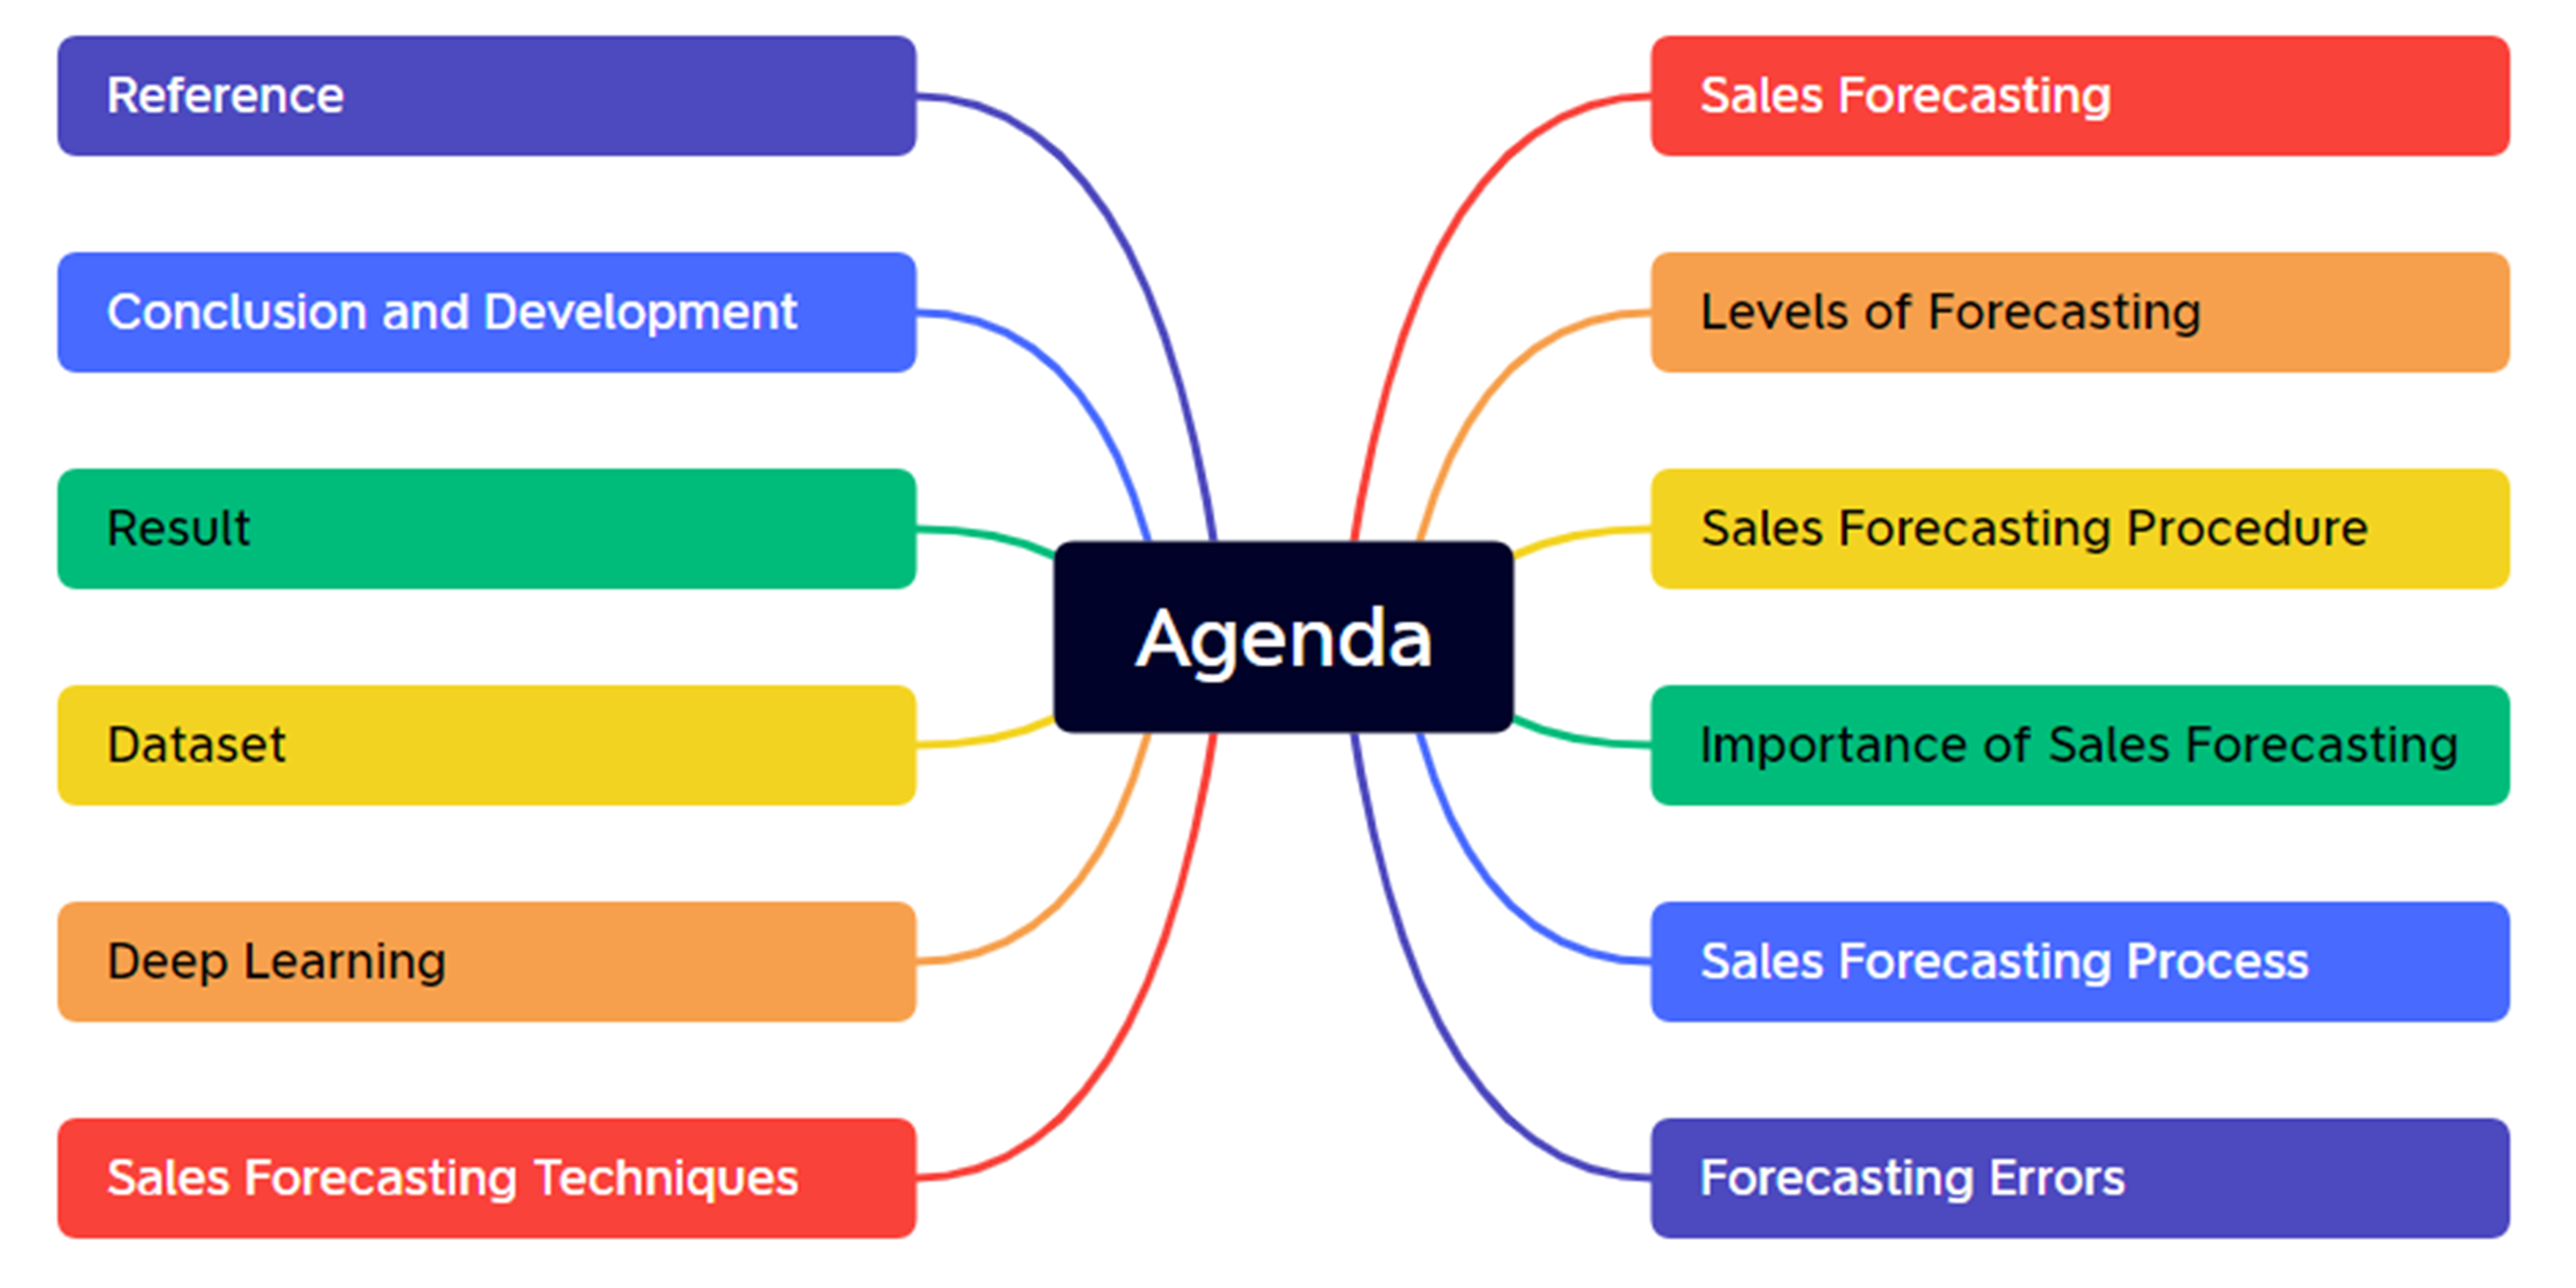 Reference
Conclusion and Development
Result
Dataset
Deep Learning
Sales Forecasting Techniques
Agenda
Sales Forecasting
Levels of Forecasting
Sales Forecasting Procedure
Importance of Sales Forecasting
Sales Forecasting Process
Forecasting Errors